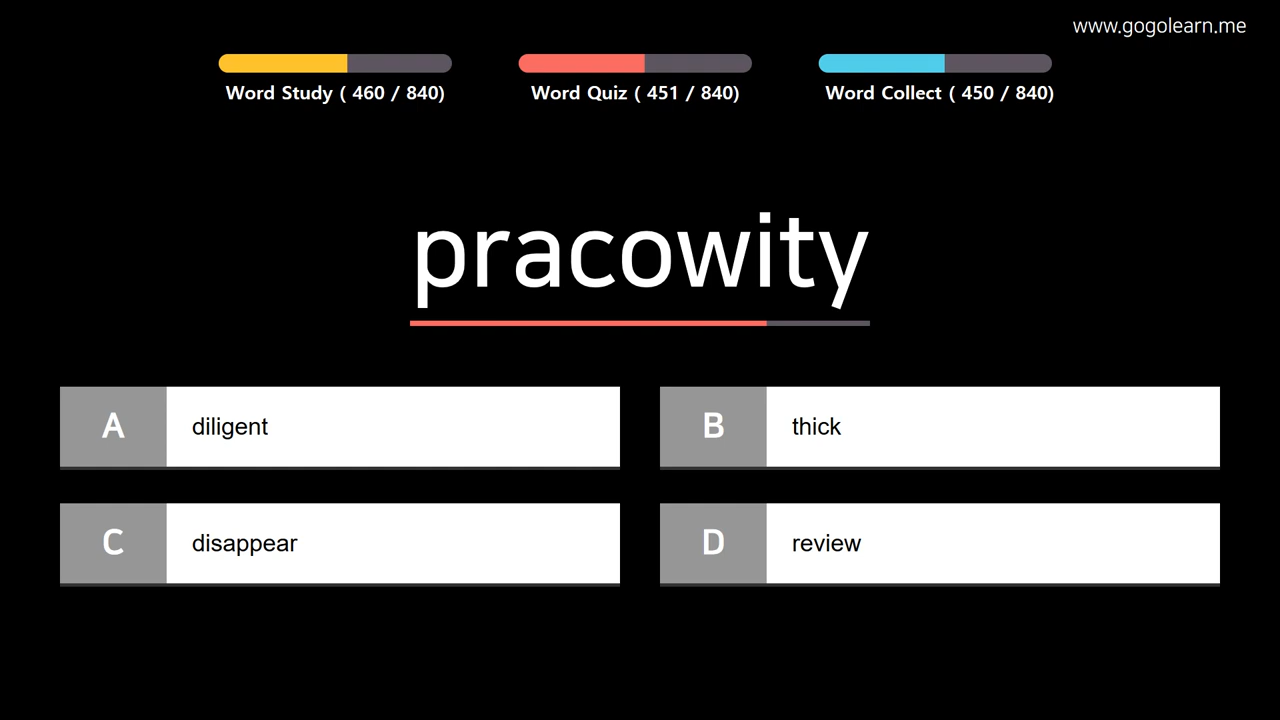 www.gogolearn.me
Word Study ( 460 / 840)
Word Quiz ( 451 / 840)
Word Collect ( 450 / 840)
pracowity
A diligent
B thick
C disappear
D review